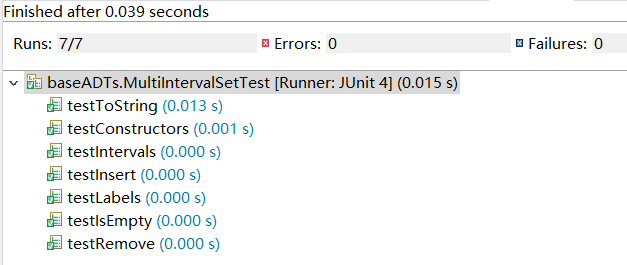 Finished after 0.039 seconds
Runs: 7/7 Errors: 0 Failures: 0
baseADTs.MultiIntervalSetTest [Runner: JUnit 4] (0.015 s)
testToString (0.013 s)
testConstructors (0.001 s)
testIntervals (0.000 s)
testInsert (0.000 s)
testLabels (0.000 s)
testIsEmpty (0.000 s)
testRemove (0.000 s)